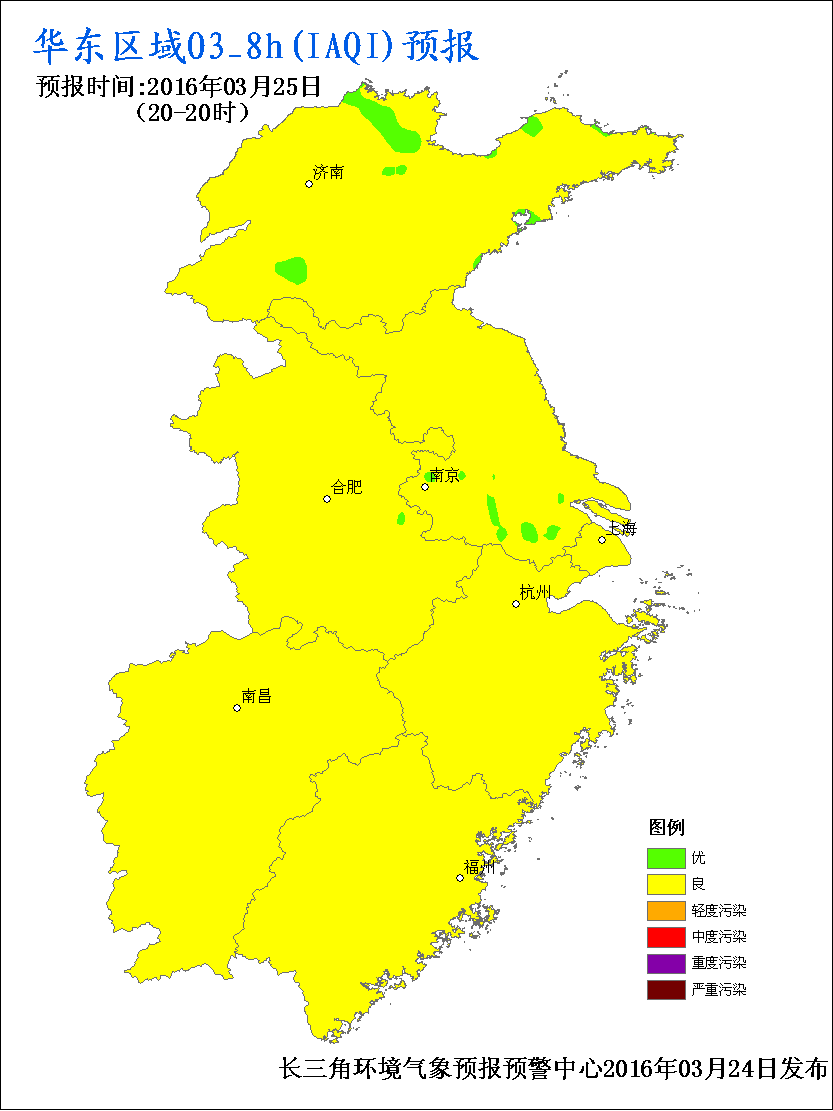 华东区域O3_8h(IAQI)预报
预报时间:2016年03月25日
(20-20时)
济南
南京
合肥
上海
杭州
南昌
福州
图例
优
良
轻度污染
中度污染
重度污染
严重污染
长三角环境气象预报预警中心2016年03月24日发布